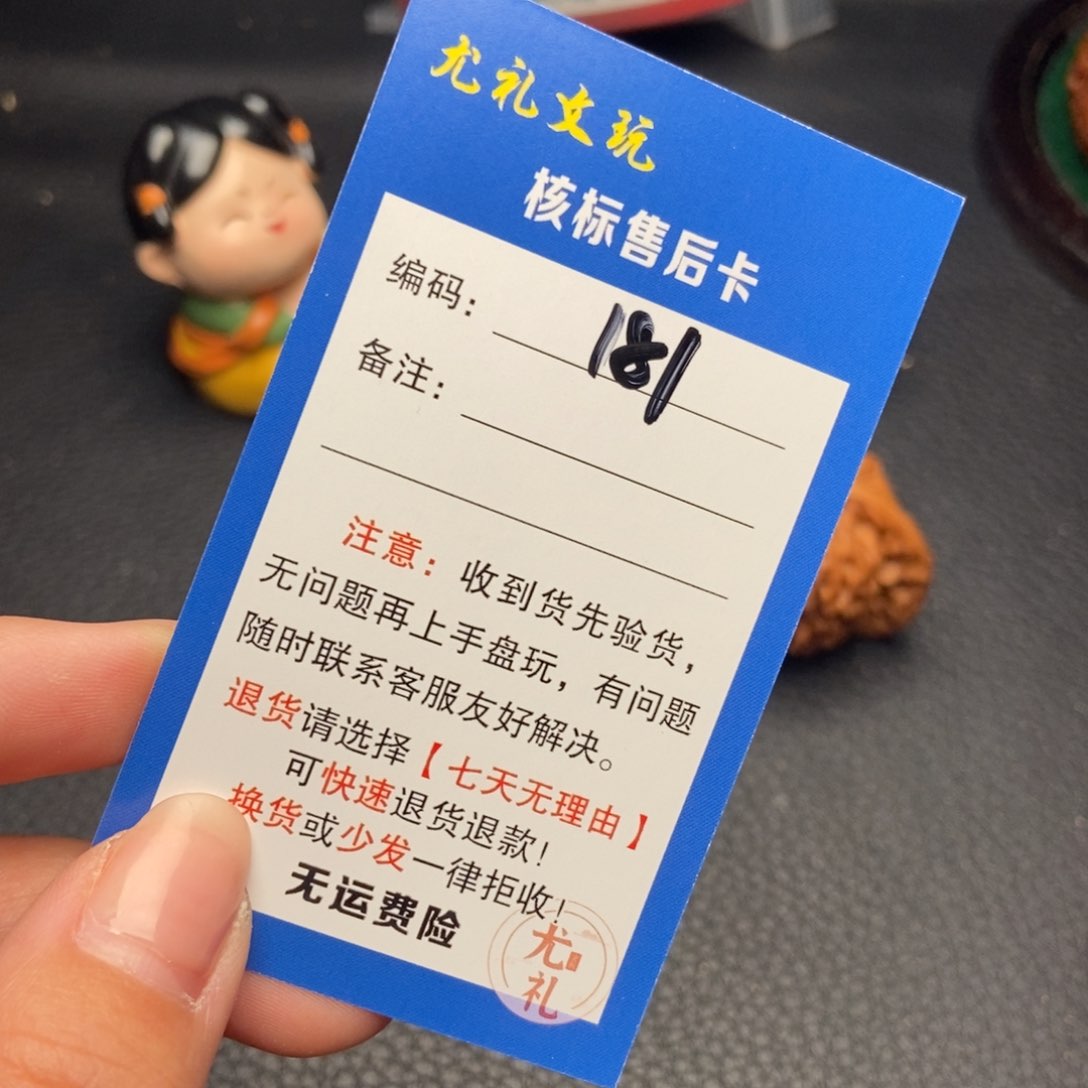 尤礼文玩
核标售后卡
编码：181
备注：
注意：收到货先验货，
无问题再上手盘玩，有问题
随时联系客服友好解决。
退货请选择【七天无理由】
可快速退货退款！
换货或少发一律拒收！
无运费险
尤礼